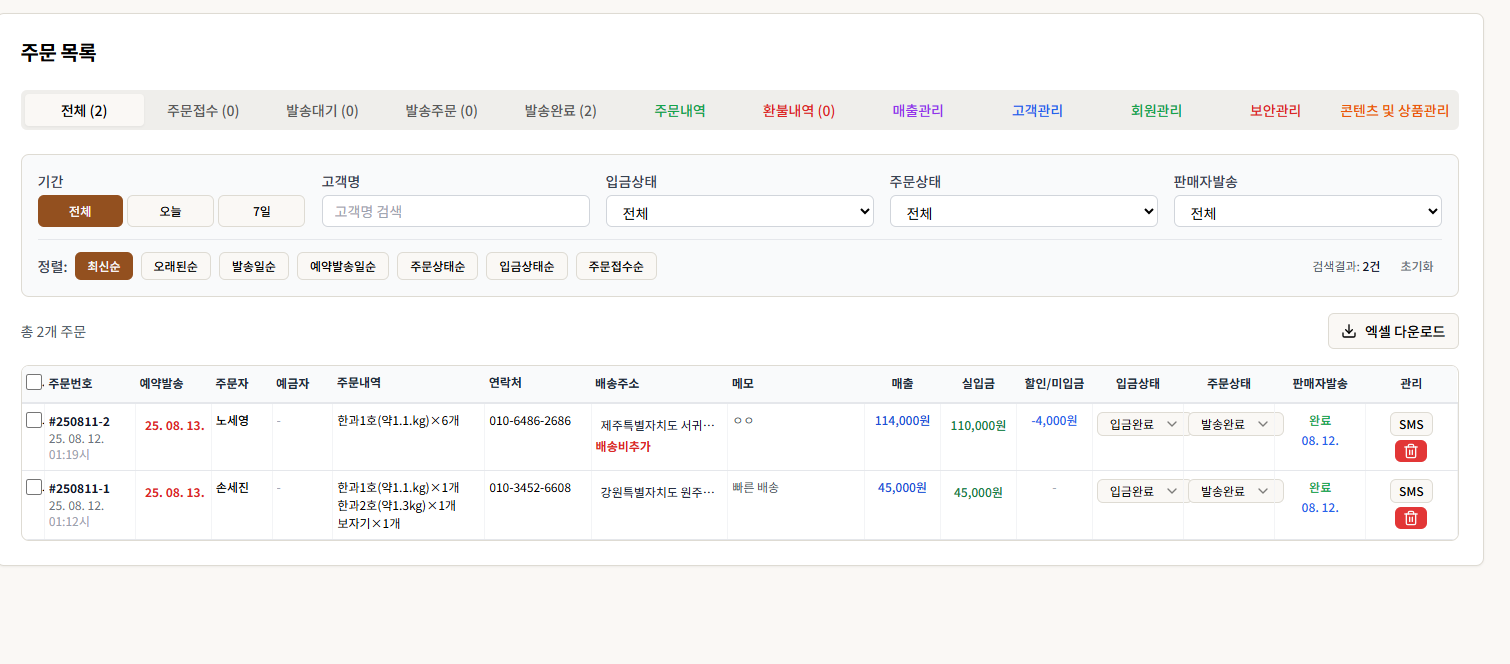 주문 목록
전체 (2) 주문접수 (0) 발송대기 (0) 발송주문 (0) 발송완료 (2) 주문내역 환불내역 (0) 매출관리 고객관리 회원관리 보안관리 콘텐츠 및 상품관리
기간 고객명 입금상태 주문상태 판매자발송
전체 오늘 7일 고객명 검색 전체 전체 전체
정렬: 최신순 오래된순 발송일순 예약발송일순 주문상태순 입금상태순 주문접수순 검색결과: 2건 초기화
총 2개 주문 엑셀 다운로드
주문번호 예약발송 주문자 예금자 주문내역 연락처 배송주소 메모 매출 실입금 할인/미입금 입금상태 주문상태 판매자발송 관리
#250811-2 25. 08. 13. 노세영 - 한과1호(약1.1.kg)×6개 010-6486-2686 제주특별자치도 서귀… ㅇㅇ 114,000원 110,000원 -4,000원 입금완료 발송완료 완료 SMS
25. 08. 12. 배송비추가 08. 12.
01:19시
#250811-1 25. 08. 13. 손세진 - 한과1호(약1.1.kg)×1개 010-3452-6608 강원특별자치도 원주… 빠른 배송 45,000원 45,000원 - 입금완료 발송완료 완료 SMS
25. 08. 12. 한과2호(약1.3kg)×1개 08. 12.
01:12시 보자기×1개